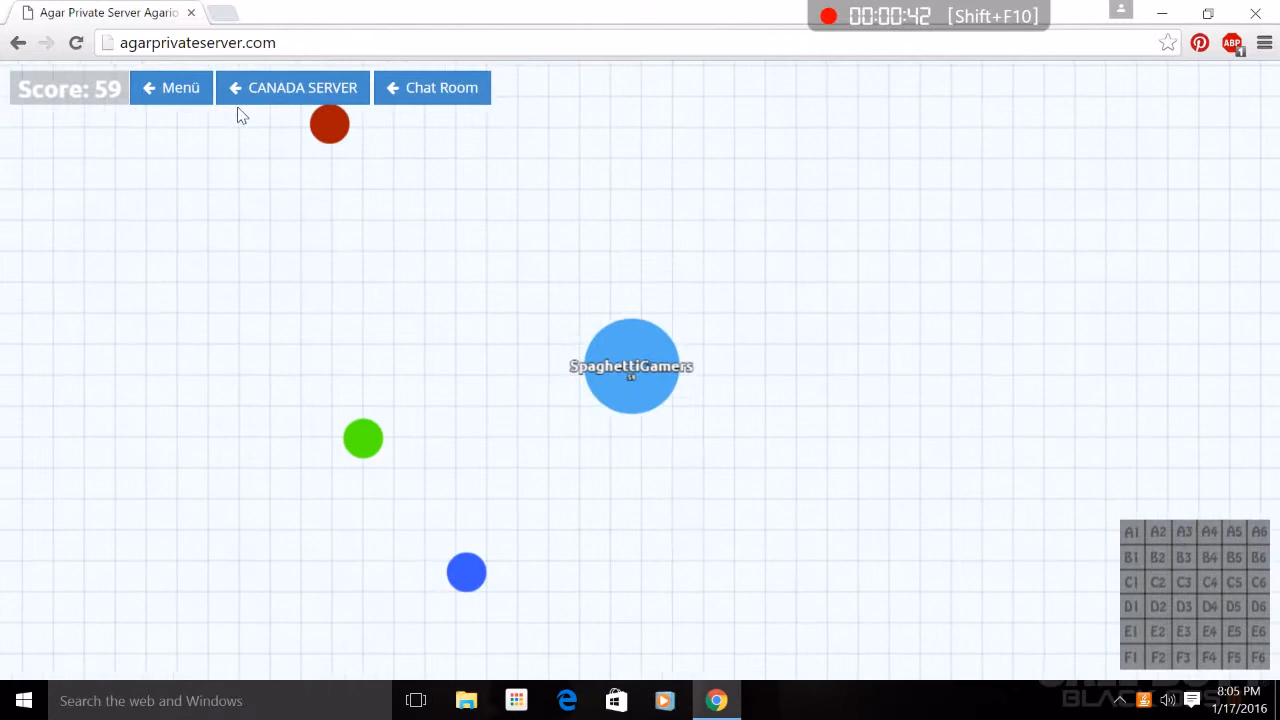 Agar Private Server Agario
00:00:42 [Shift+F10]
agarprivateserver.com
ABP
1
Score: 59
Menü
CANADA SERVER
Chat Room
SpaghettiGamers
59
A1 A2 A3 A4 A5 A6
B1 B2 B3 B4 B5 B6
C1 C2 C3 C4 C5 C6
D1 D2 D3 D4 D5 D6
E1 E2 E3 E4 E5 E6
F1 F2 F3 F4 F5 F6
Search the web and Windows
8:05 PM
1/17/2016